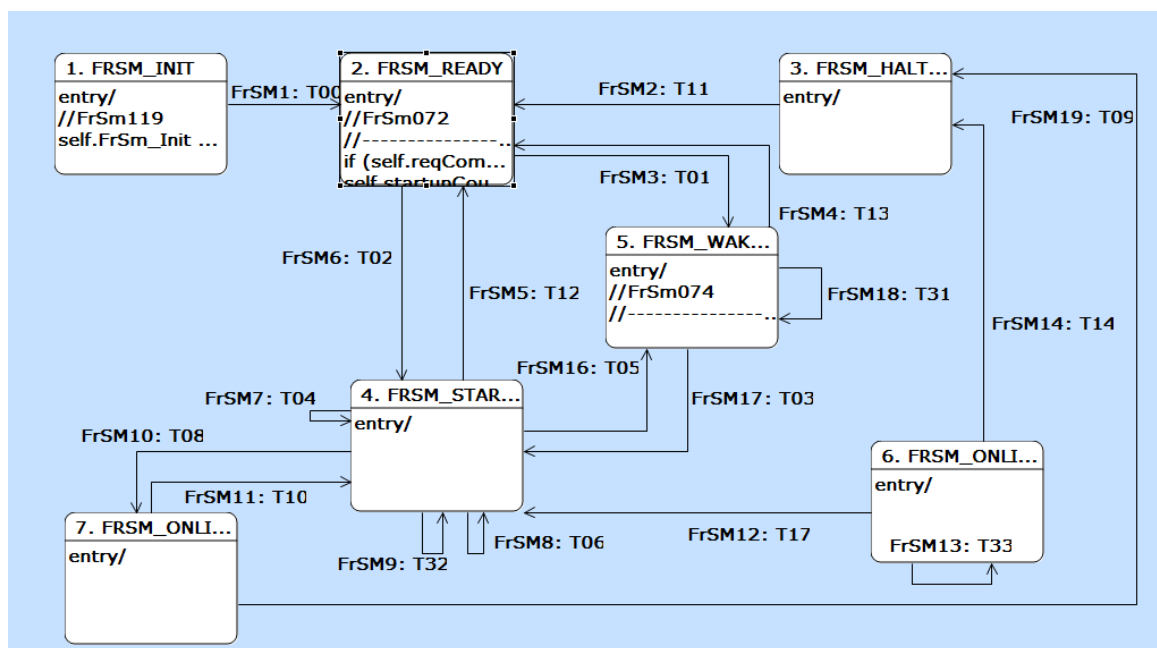 1. FRSM_INIT
entry/
//FrSm119
self.FrSm_Init ...
FrSM1: T00
2. FRSM_READY
entry/
//FrSm072
//---------------...
if (self.reqCom...
self.startupCou
FrSM2: T11
3. FRSM_HALT...
entry/
FrSM19: T09
FrSM3: T01
FrSM4: T13
FrSM6: T02
FrSM5: T12
5. FRSM_WAK...
entry/
//FrSm074
//---------------...
FrSM18: T31
FrSM14: T14
FrSM16: T05
FrSM17: T03
FrSM7: T04
4. FRSM_STAR...
entry/
FrSM10: T08
FrSM11: T10
6. FRSM_ONLI...
entry/
FrSM13: T33
FrSM12: T17
7. FRSM_ONLI...
entry/
FrSM9: T32
FrSM8: T06